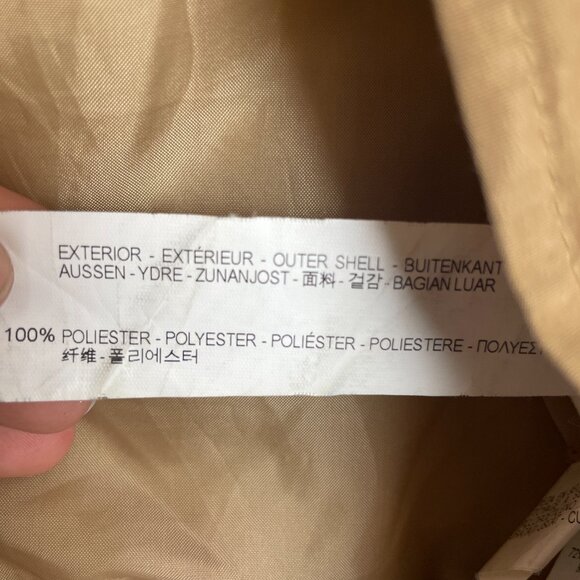 EXTERIOR - EXTÉRIEUR - OUTER SHELL - BUITENKANT
AUSSEN - YDRE - ZUNANJOST - 面料 - 겉감 - BAGIAN LUAR
100% POLIESTER - POLYESTER - POLIÉSTER - POLIESTERE - ΠΟΛΥΕΣ
纤维 - 폴리에스터